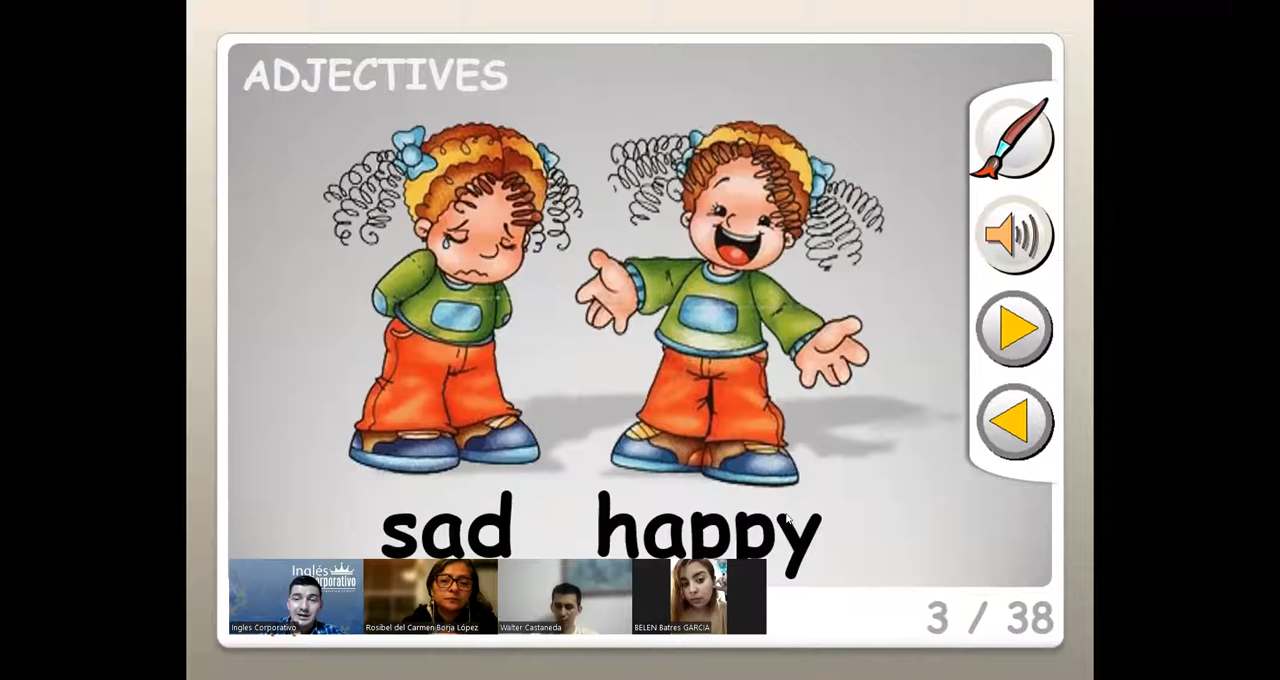 ADJECTIVES
sad happy
Inglés
Corporativo
Ingles Corporativo
Rosibel del Carmen Borja López
Walter Castaneda
BELEN Batres GARCIA
3 / 38